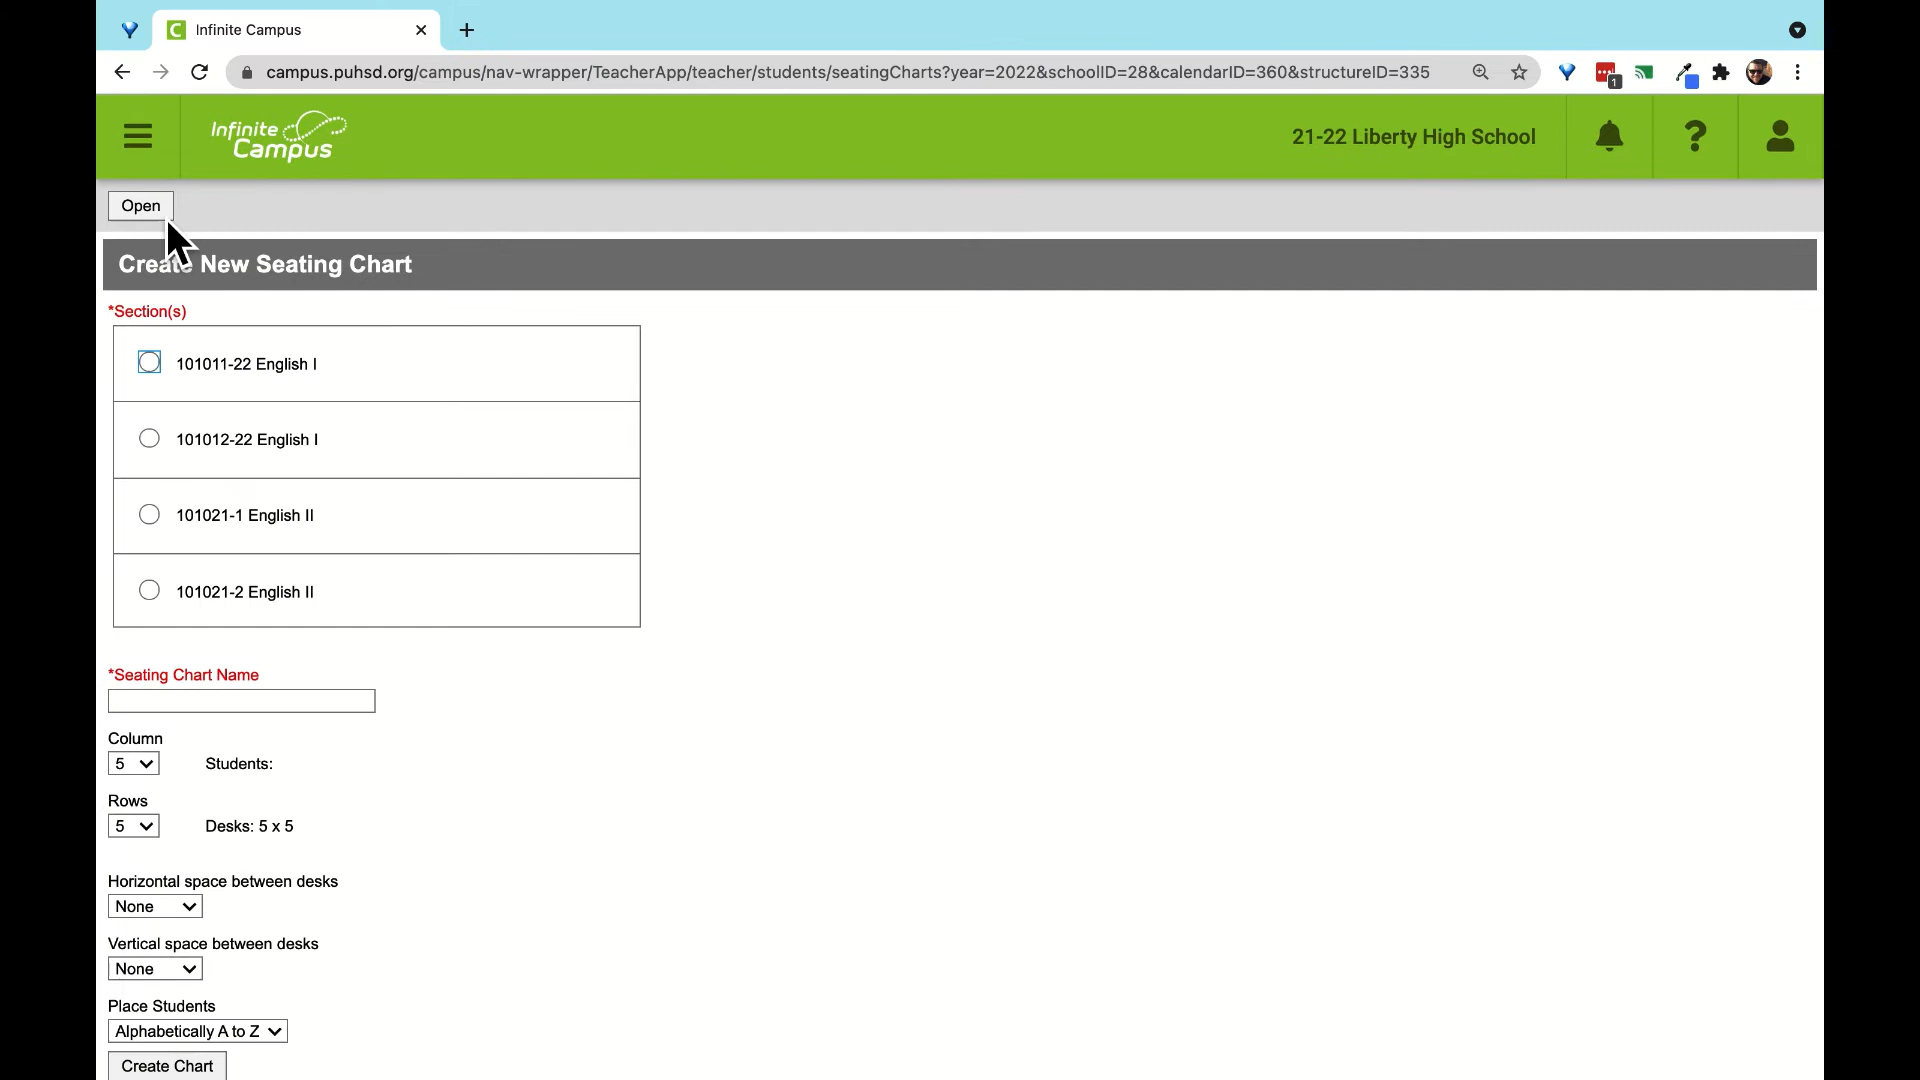 Infinite Campus
campus.puhsd.org/campus/nav-wrapper/TeacherApp/teacher/students/seatingCharts?year=2022&schoolID=28&calendarID=360&structureID=335
1
Infinite
Campus
21-22 Liberty High School
Open
Create New Seating Chart
*Section(s)
101011-22 English I
101012-22 English I
101021-1 English II
101021-2 English II
*Seating Chart Name
Column
5 Students:
Rows
5 Desks: 5 x 5
Horizontal space between desks
None
Vertical space between desks
None
Place Students
Alphabetically A to Z
Create Chart